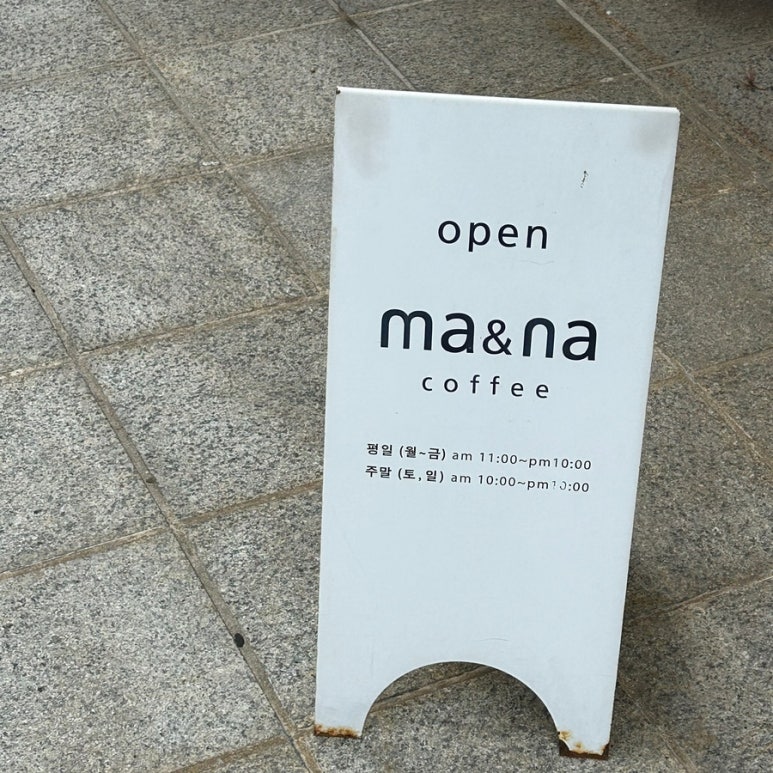 open
ma&na
coffee
평일 (월~금) am 11:00~pm10:00
주말 (토,일) am 10:00~pm10:00